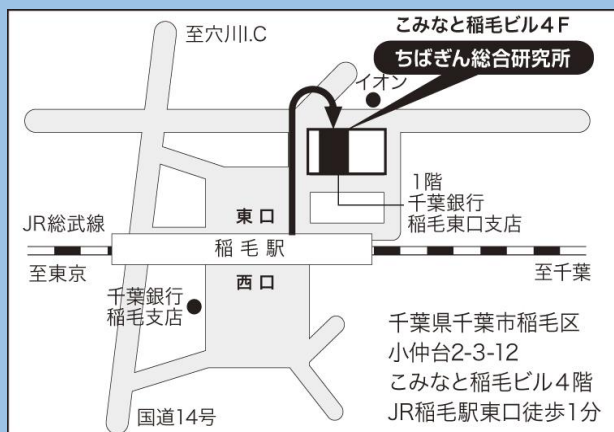 こみなと稲毛ビル4F
ちばぎん総合研究所
至穴川I.C
イオン
1階
千葉銀行
稲毛東口支店
東口
JR総武線
稲毛駅
至東京
至千葉
西口
千葉銀行
稲毛支店
千葉県千葉市稲毛区
小仲台2-3-12
こみなと稲毛ビル4階
JR稲毛駅東口徒歩1分
国道14号